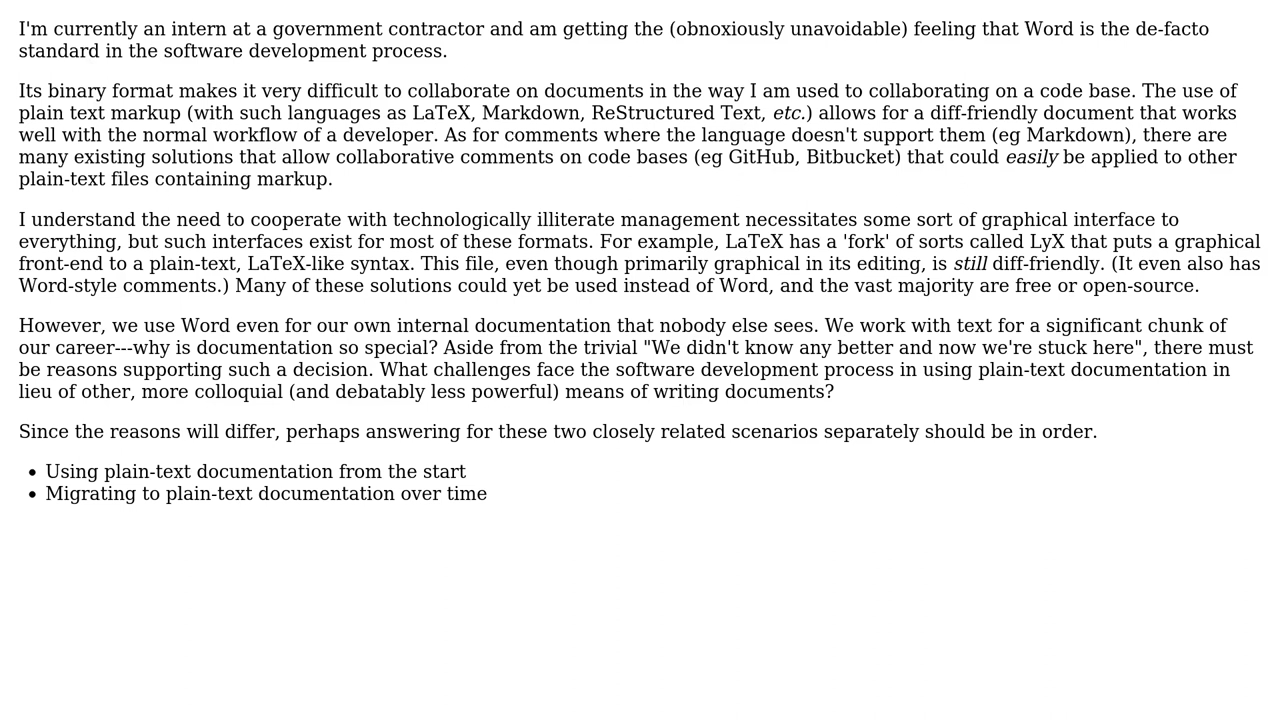 I'm currently an intern at a government contractor and am getting the (obnoxiously unavoidable) feeling that Word is the de-facto
standard in the software development process.
Its binary format makes it very difficult to collaborate on documents in the way I am used to collaborating on a code base. The use of
plain text markup (with such languages as LaTeX, Markdown, ReStructured Text, etc.) allows for a diff-friendly document that works
well with the normal workflow of a developer. As for comments where the language doesn't support them (eg Markdown), there are
many existing solutions that allow collaborative comments on code bases (eg GitHub, Bitbucket) that could easily be applied to other
plain-text files containing markup.
I understand the need to cooperate with technologically illiterate management necessitates some sort of graphical interface to
everything, but such interfaces exist for most of these formats. For example, LaTeX has a 'fork' of sorts called LyX that puts a graphical
front-end to a plain-text, LaTeX-like syntax. This file, even though primarily graphical in its editing, is still diff-friendly. (It even also has
Word-style comments.) Many of these solutions could yet be used instead of Word, and the vast majority are free or open-source.
However, we use Word even for our own internal documentation that nobody else sees. We work with text for a significant chunk of
our career---why is documentation so special? Aside from the trivial "We didn't know any better and now we're stuck here", there must
be reasons supporting such a decision. What challenges face the software development process in using plain-text documentation in
lieu of other, more colloquial (and debatably less powerful) means of writing documents?
Since the reasons will differ, perhaps answering for these two closely related scenarios separately should be in order.
• Using plain-text documentation from the start
• Migrating to plain-text documentation over time